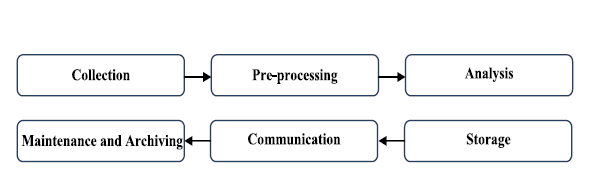 Collection
Pre-processing
Analysis
Maintenance and Archiving
Communication
Storage